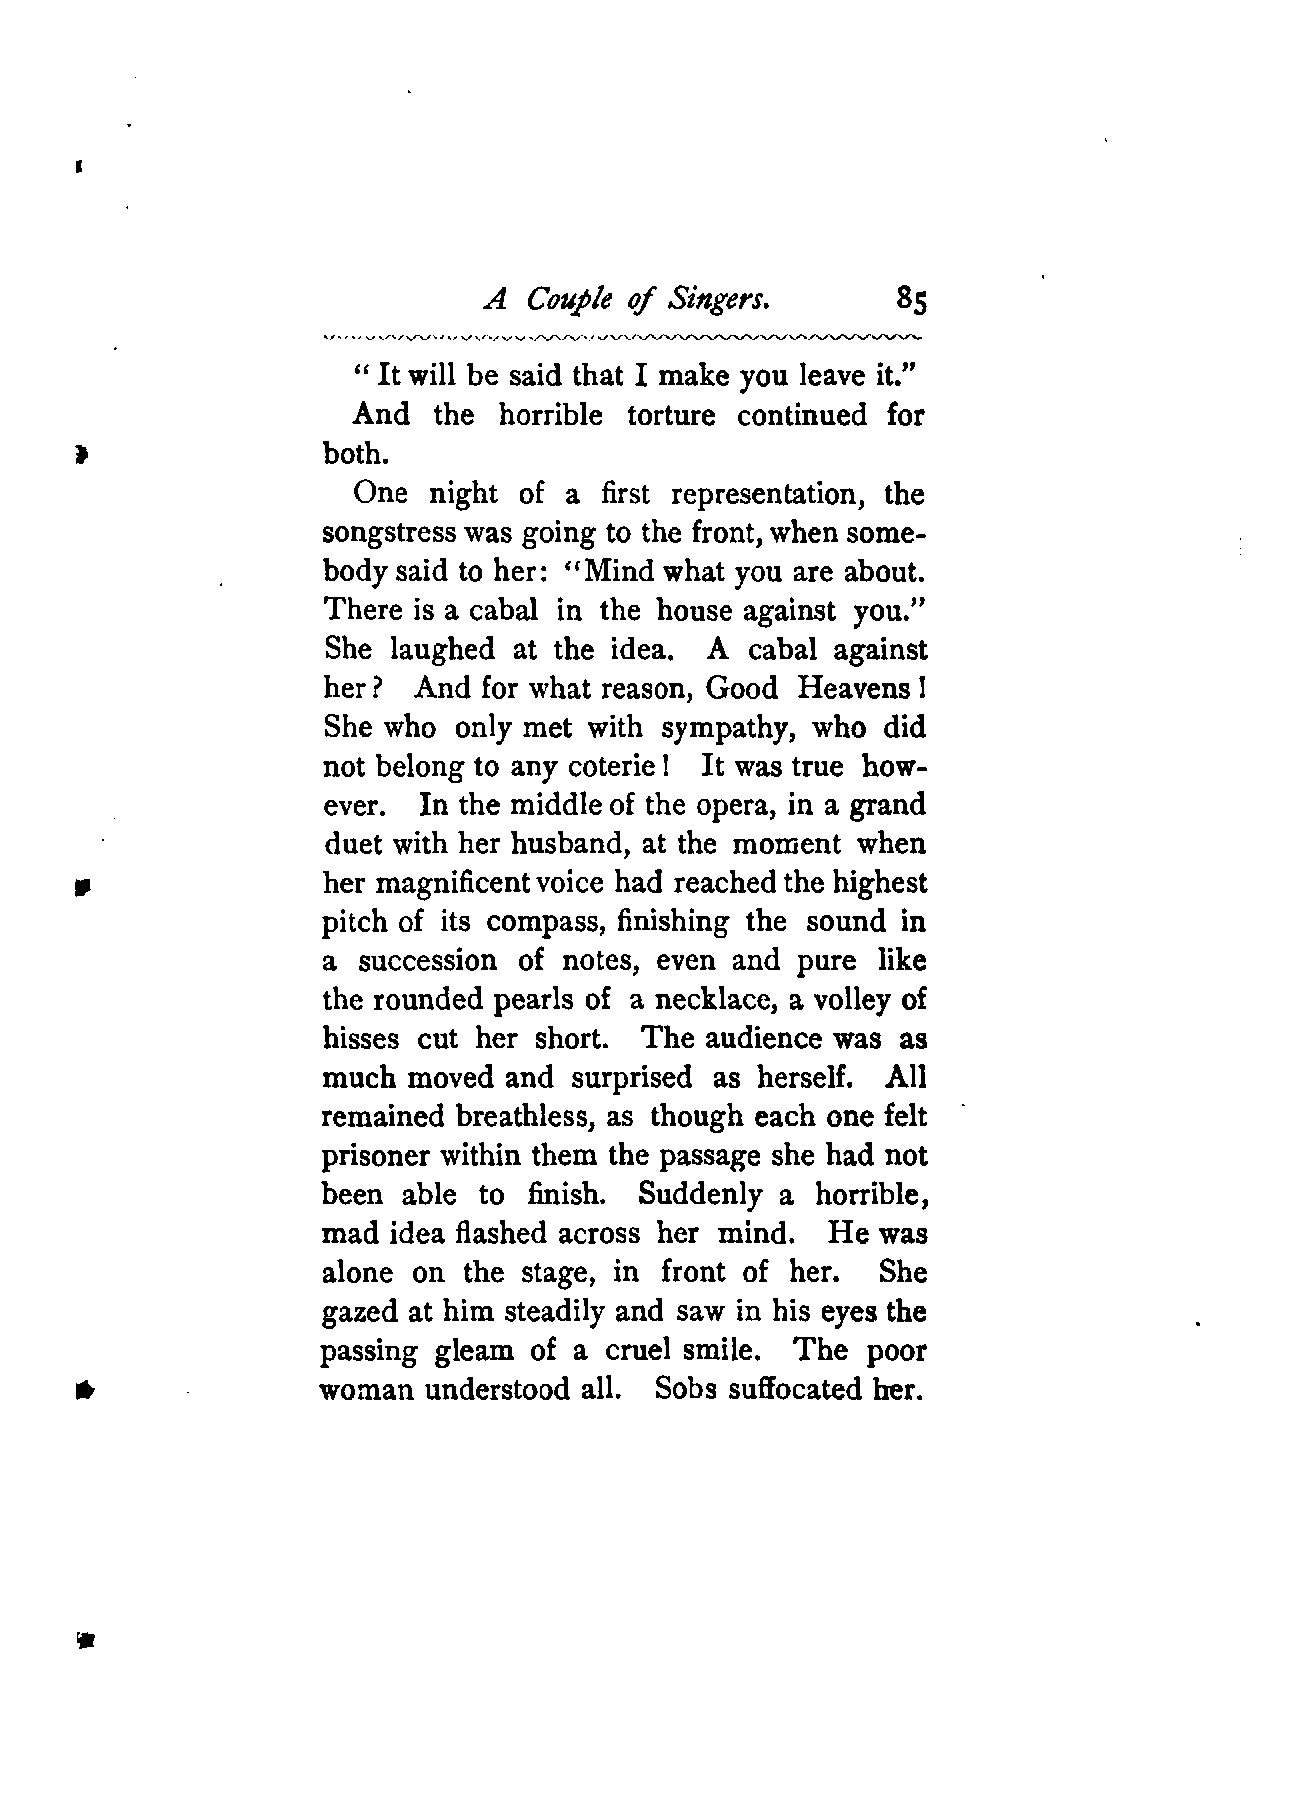 A Couple of Singers. 85
“ It will be said that I make you leave it.”
And the horrible torture continued for
both.
One night of a first representation, the
songstress was going to the front, when some-
body said to her: “Mind what you are about.
There is a cabal in the house against you.”
She laughed at the idea. A cabal against
her? And for what reason, Good Heavens!
She who only met with sympathy, who did
not belong to any coterie! It was true how-
ever. In the middle of the opera, in a grand
duet with her husband, at the moment when
her magnificent voice had reached the highest
pitch of its compass, finishing the sound in
a succession of notes, even and pure like
the rounded pearls of a necklace, a volley of
hisses cut her short. The audience was as
much moved and surprised as herself. All
remained breathless, as though each one felt
prisoner within them the passage she had not
been able to finish. Suddenly a horrible,
mad idea flashed across her mind. He was
alone on the stage, in front of her. She
gazed at him steadily and saw in his eyes the
passing gleam of a cruel smile. The poor
woman understood all. Sobs suffocated her.